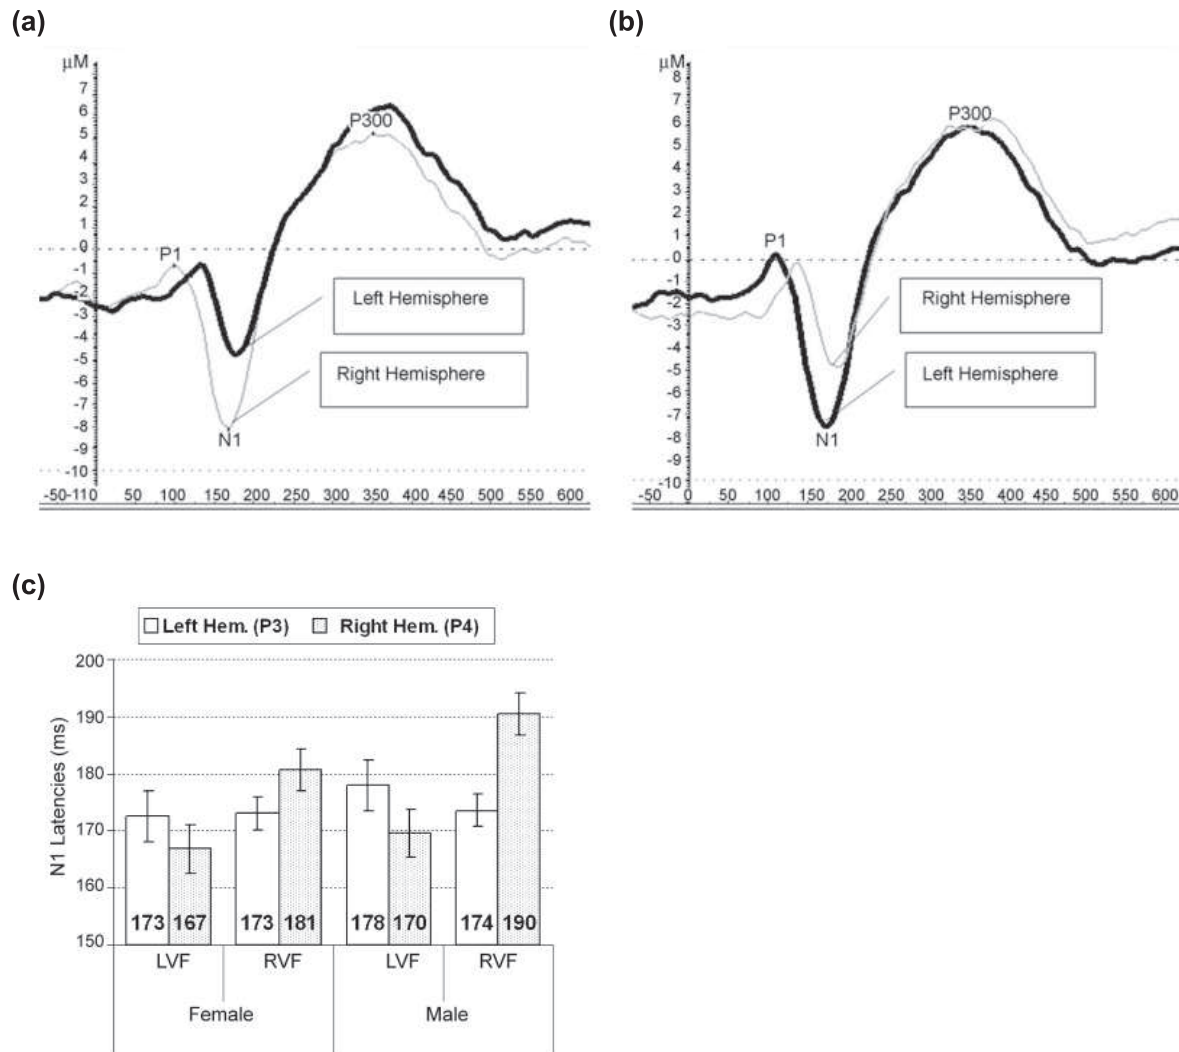 (a)
μM
7
6
5
4
3
2
1
0
-1
-2
-3
-4
-5
-6
-7
-8
-9
-10
P300
P1
N1
Left Hemisphere
Right Hemisphere
-50-110 50 100 150 200 250 300 350 400 450 500 550 600
(b)
μM
8
7
6
5
4
3
2
1
0
-1
-2
-3
-4
-5
-6
-7
-8
-9
-10
P300
P1
N1
Right Hemisphere
Left Hemisphere
-50 0 50 100 150 200 250 300 350 400 450 500 550 600
(c)
Left Hem. (P3) Right Hem. (P4)
N1 Latencies (ms)
200
190
180
170
160
150
173 167 173 181 178 170 174 190
LVF RVF LVF RVF
Female Male